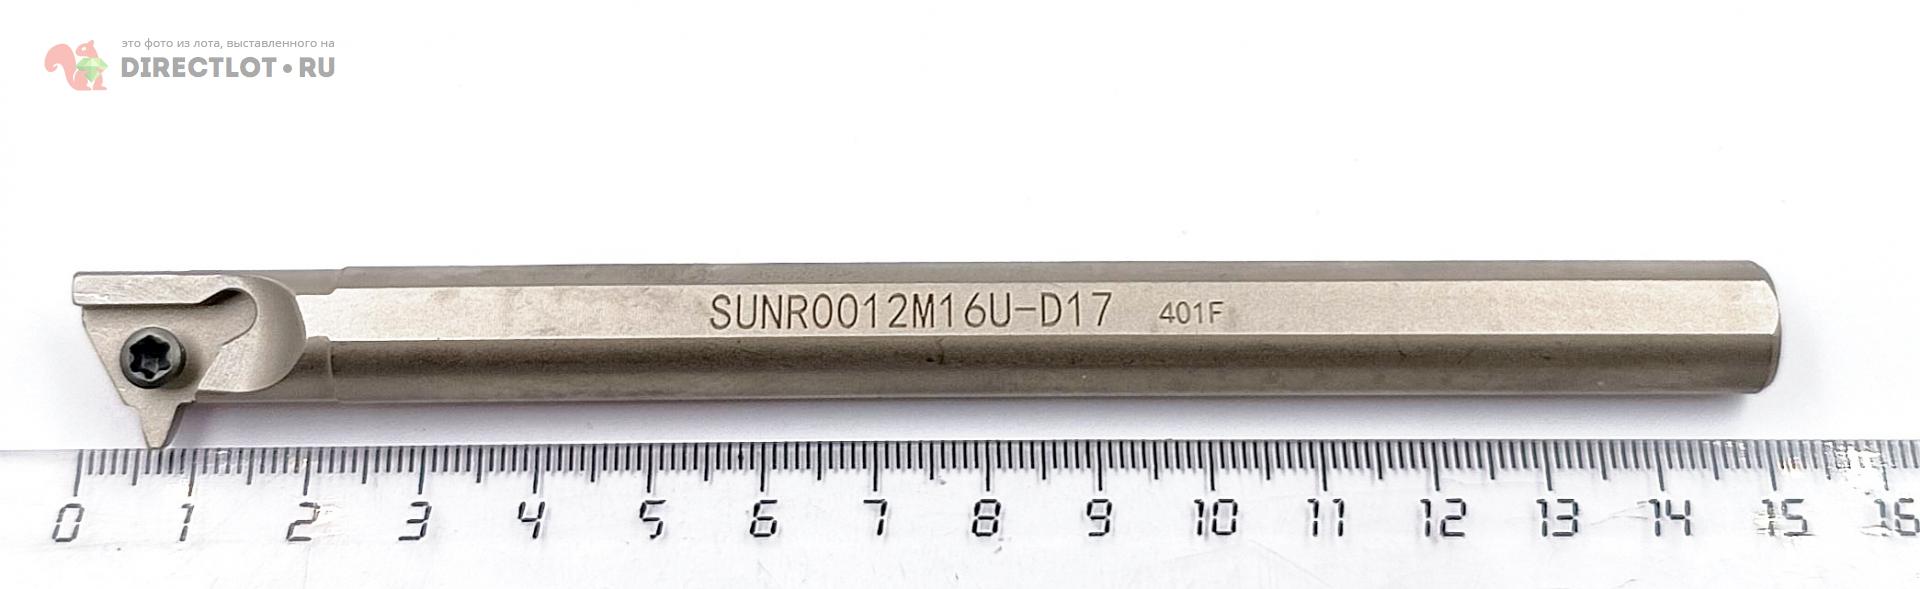 это фото из лота, выставленного на
DIRECTLOT•RU
SUNR0012M16U-D17 401F
0 1 2 3 4 5 6 7 8 9 10 11 12 13 14 15 16